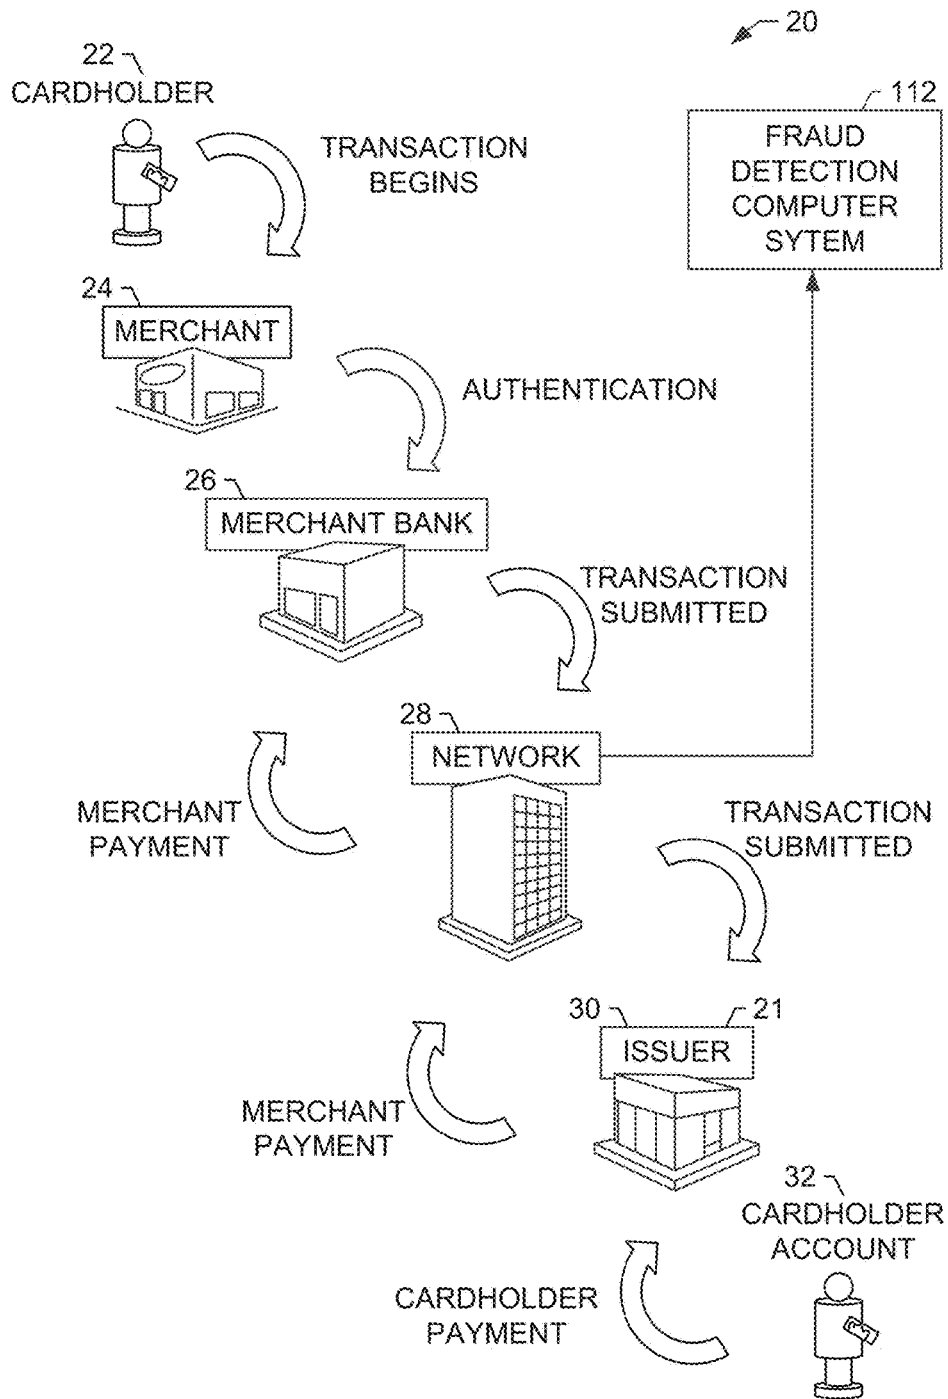 20
22
CARDHOLDER
112
FRAUD
DETECTION
COMPUTER
SYTEM
TRANSACTION
BEGINS
24
MERCHANT
AUTHENTICATION
26
MERCHANT BANK
TRANSACTION
SUBMITTED
28
NETWORK
MERCHANT
PAYMENT
TRANSACTION
SUBMITTED
30
21
ISSUER
MERCHANT
PAYMENT
32
CARDHOLDER
ACCOUNT
CARDHOLDER
PAYMENT